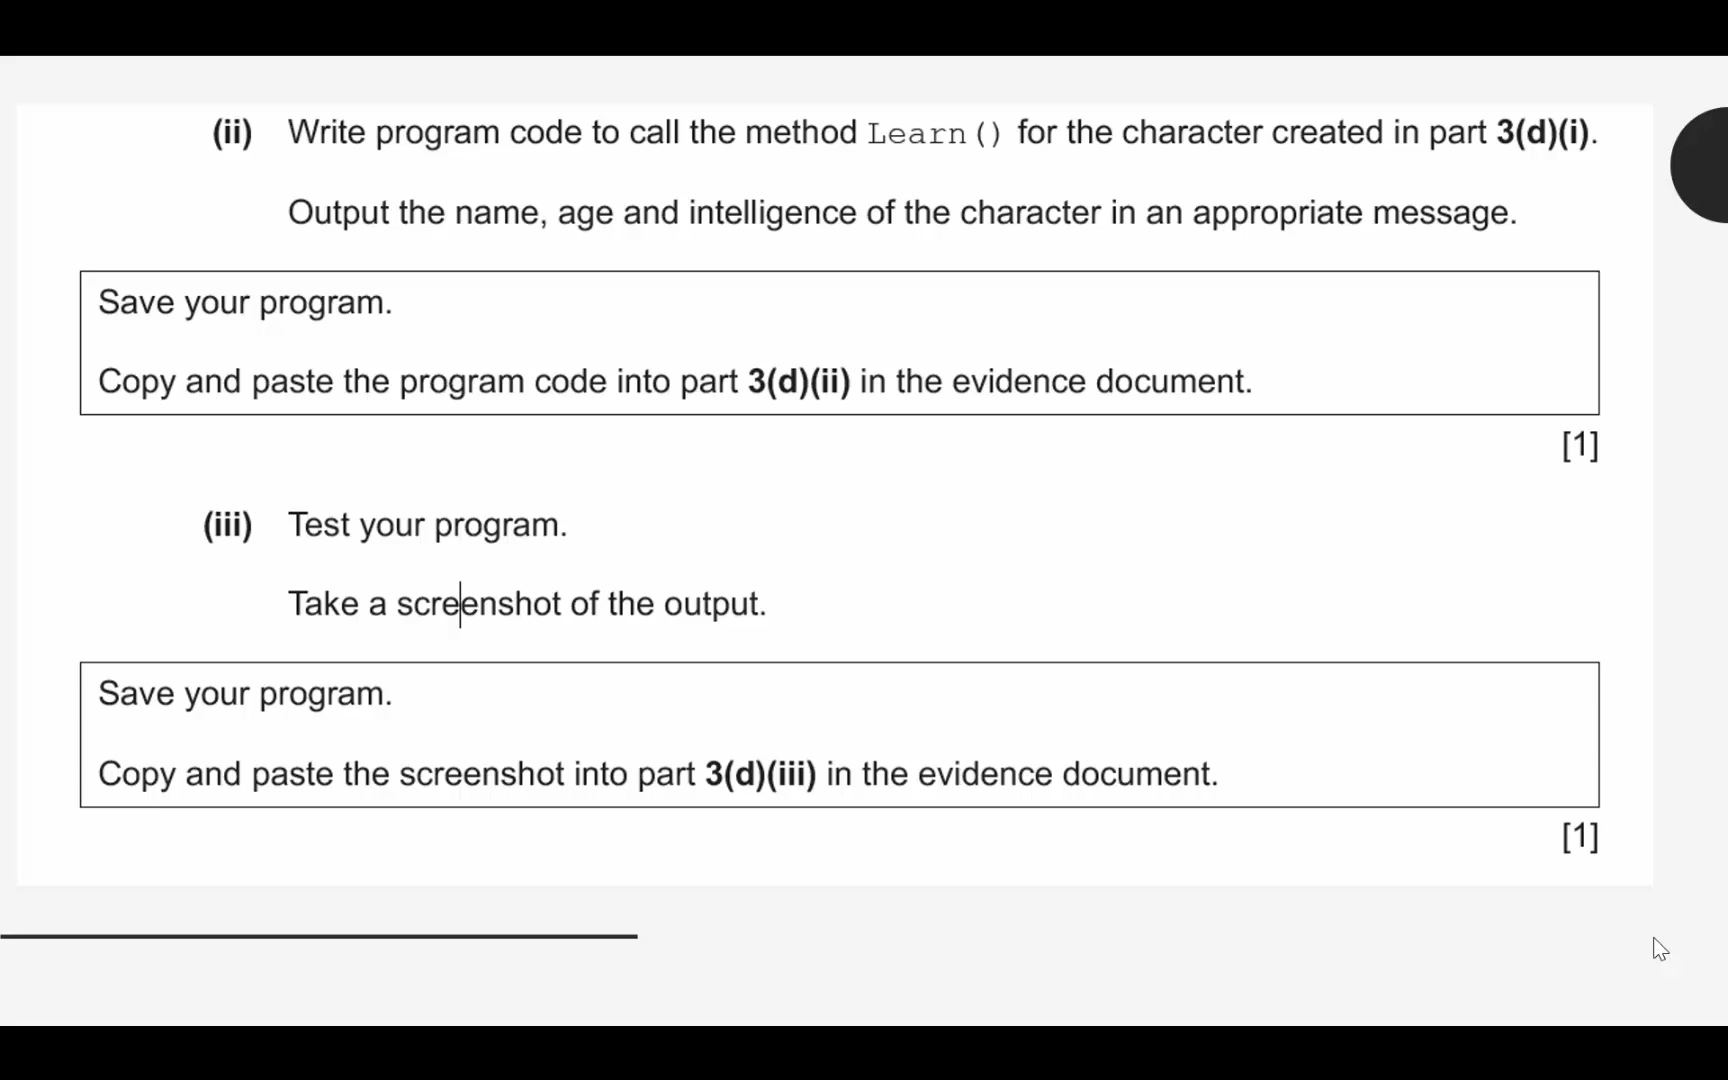 (ii) Write program code to call the method Learn() for the character created in part 3(d)(i).
Output the name, age and intelligence of the character in an appropriate message.
Save your program.
Copy and paste the program code into part 3(d)(ii) in the evidence document.
[1]
(iii) Test your program.
Take a screenshot of the output.
Save your program.
Copy and paste the screenshot into part 3(d)(iii) in the evidence document.
[1]